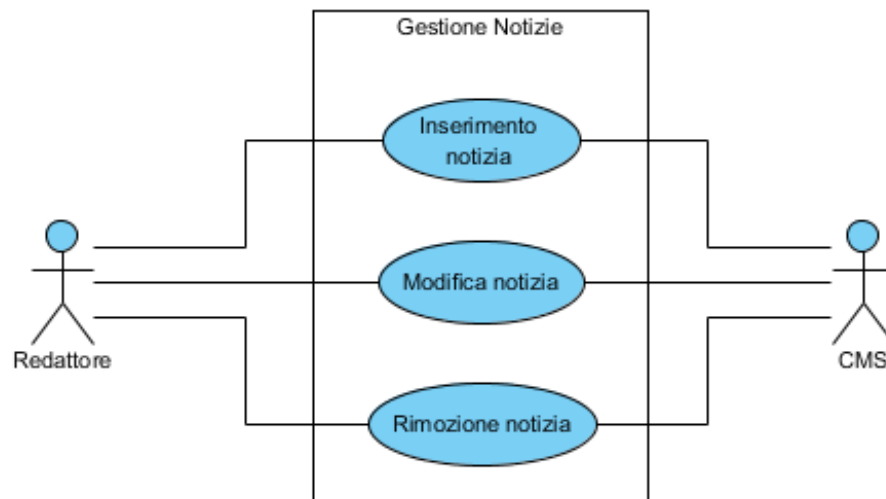 Gestione Notizie
Inserimento
notizia
Modifica notizia
Redattore
CMS
Rimozione notizia